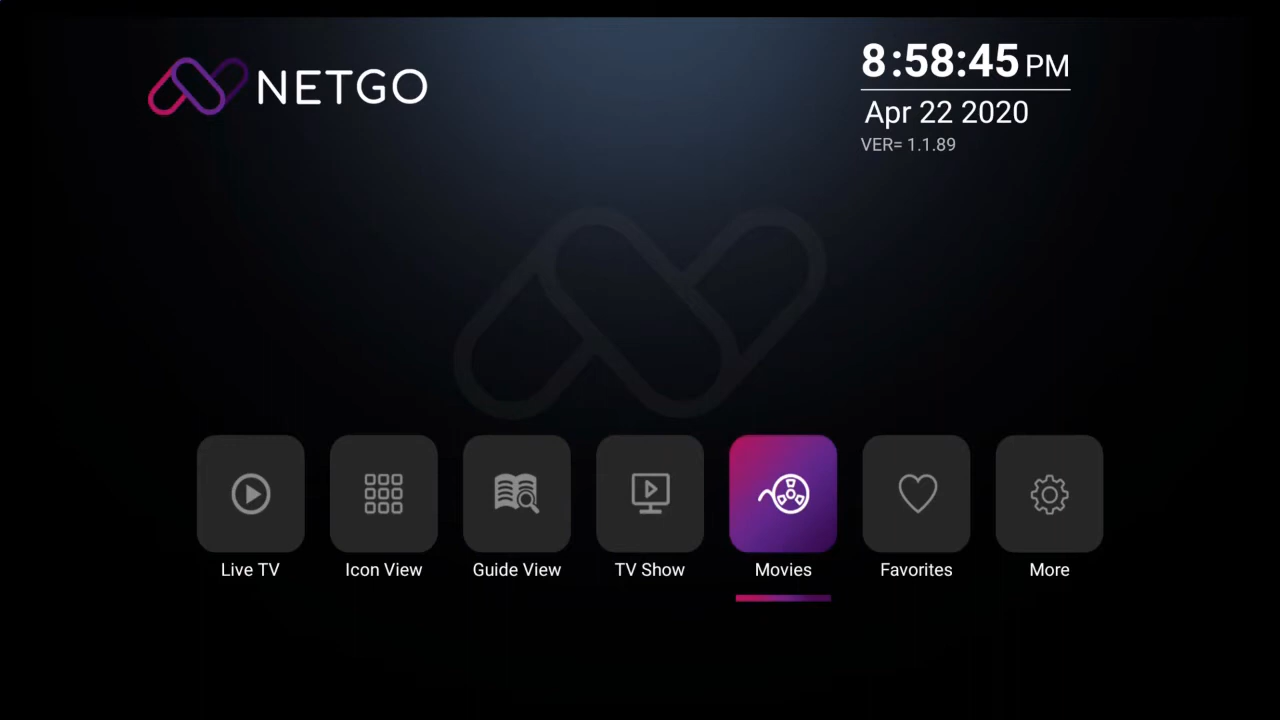 NETGO
8:58:45 PM
Apr 22 2020
VER= 1.1.89
Live TV
Icon View
Guide View
TV Show
Movies
Favorites
More